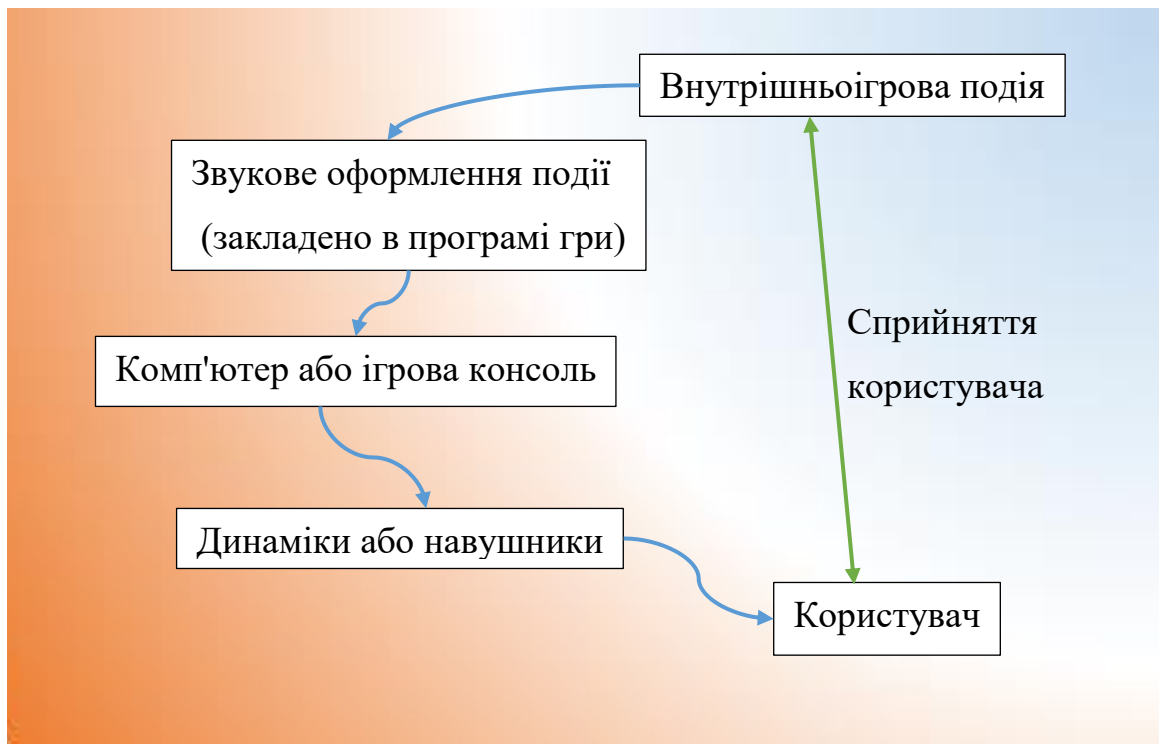 Внутрішньоігрова подія
Звукове оформлення події
(закладено в програмі гри)
Комп'ютер або ігрова консоль
Сприйняття
користувача
Динаміки або навушники
Користувач